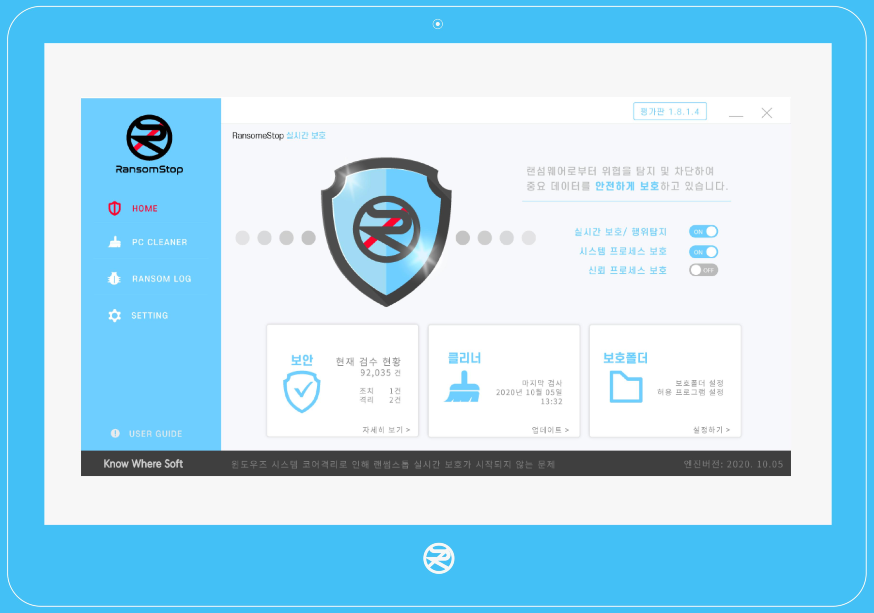 평가판 1.8.1.4
RansomeStop 실시간 보호
RansomStop
HOME
PC CLEANER
RANSOM LOG
SETTING
USER GUIDE
랜섬웨어로부터 위협을 탐지 및 차단하여
중요 데이터를 안전하게 보호하고 있습니다.
실시간 보호/ 행위탐지 ON
시스템 프로세스 보호 ON
신뢰 프로세스 보호 OFF
보안
현재 검수 현황
92,035 건
조치 1건
격리 2건
자세히 보기 >
클리너
마지막 검시
2020년 10월 05일
13:32
업데이트 >
보호폴더
보호폴더 설정
허용 프로그램 설정
실정하기 >
Know Where Soft
윈도우즈 시스템 코어격리로 인해 랜섬스톱 실시간 보호가 시작되지 않는 문제
엔진버전: 2020. 10.05